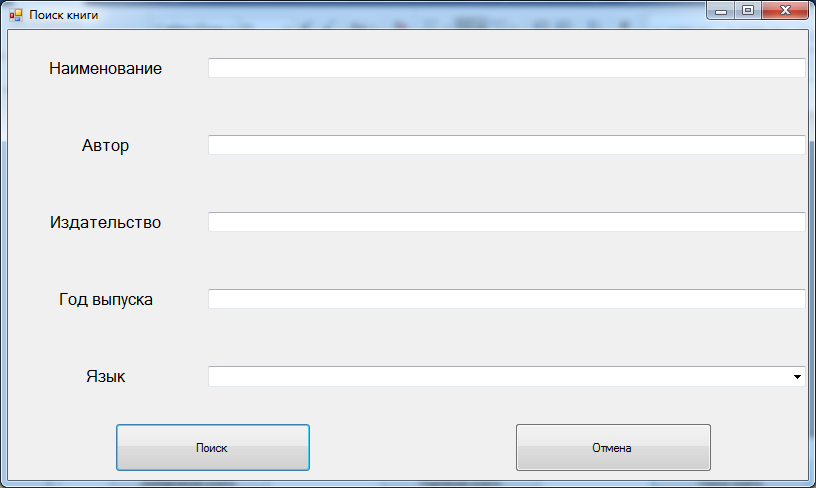 Поиск книги
Наименование
Автор
Издательство
Год выпуска
Язык
Поиск
Отмена